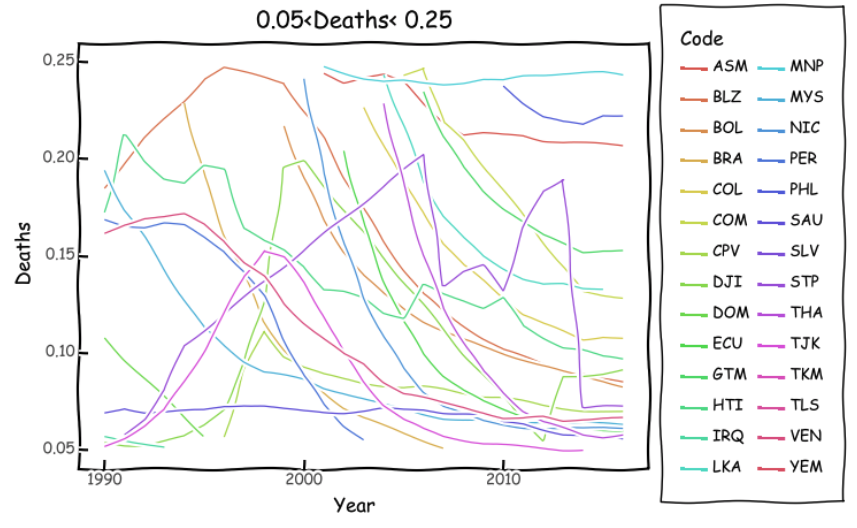 0.05<Deaths< 0.25
0.25
0.20
0.15
0.10
0.05
Deaths
1990
2000
2010
Year
Code
ASM MNP
BLZ MYS
BOL NIC
BRA PER
COL PHL
COM SAU
CPV SLV
DJI STP
DOM THA
ECU TJK
GTM TKM
HTI TLS
IRQ VEN
LKA YEM